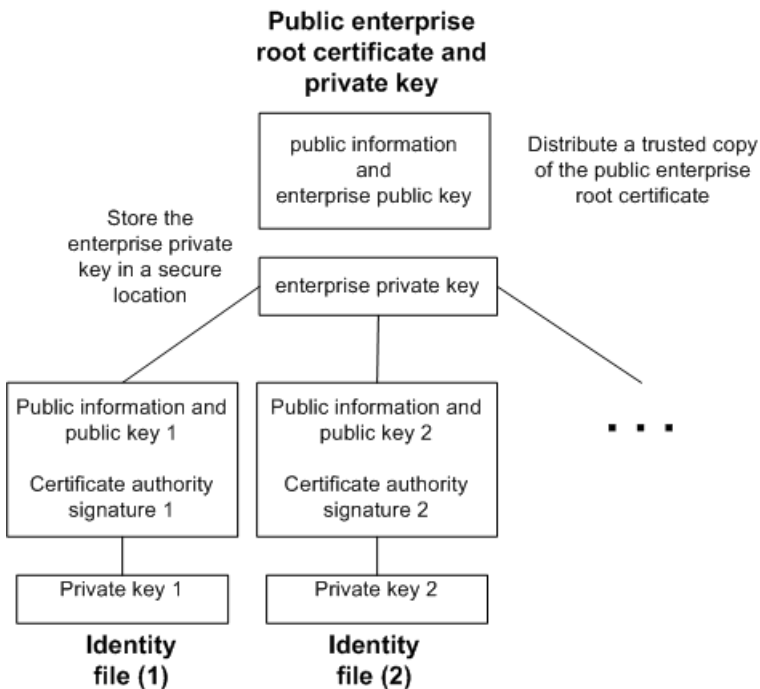 Public enterprise
root certificate and
private key
public information
and
enterprise public key
Distribute a trusted copy
of the public enterprise
root certificate
Store the
enterprise private
key in a secure
location
enterprise private key
Public information and
public key 1
Certificate authority
signature 1
Public information and
public key 2
Certificate authority
signature 2
. . .
Private key 1
Private key 2
Identity
file (1)
Identity
file (2)